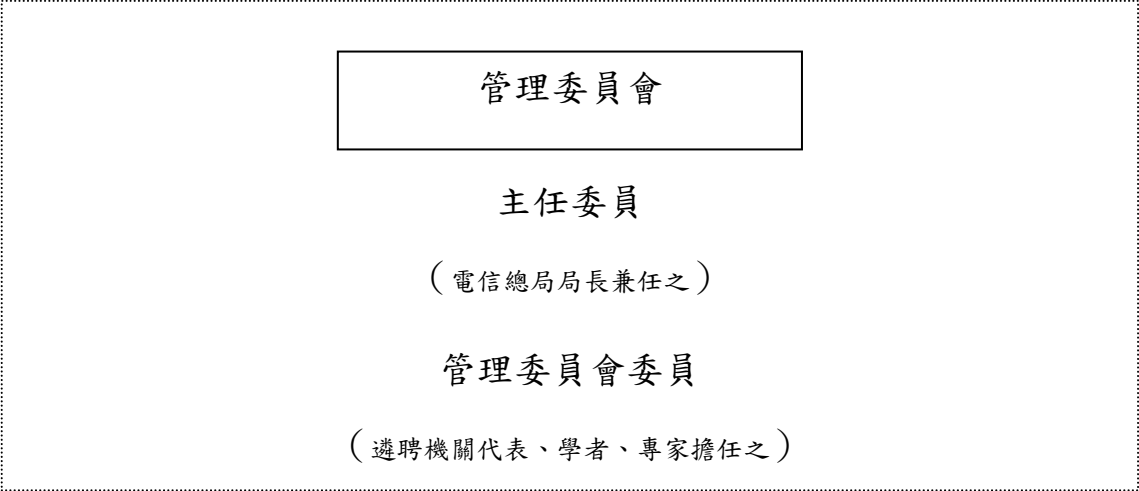 管理委員會
主任委員
（電信總局局長兼任之）
管理委員會委員
（遴聘機關代表、學者、專家擔任之）